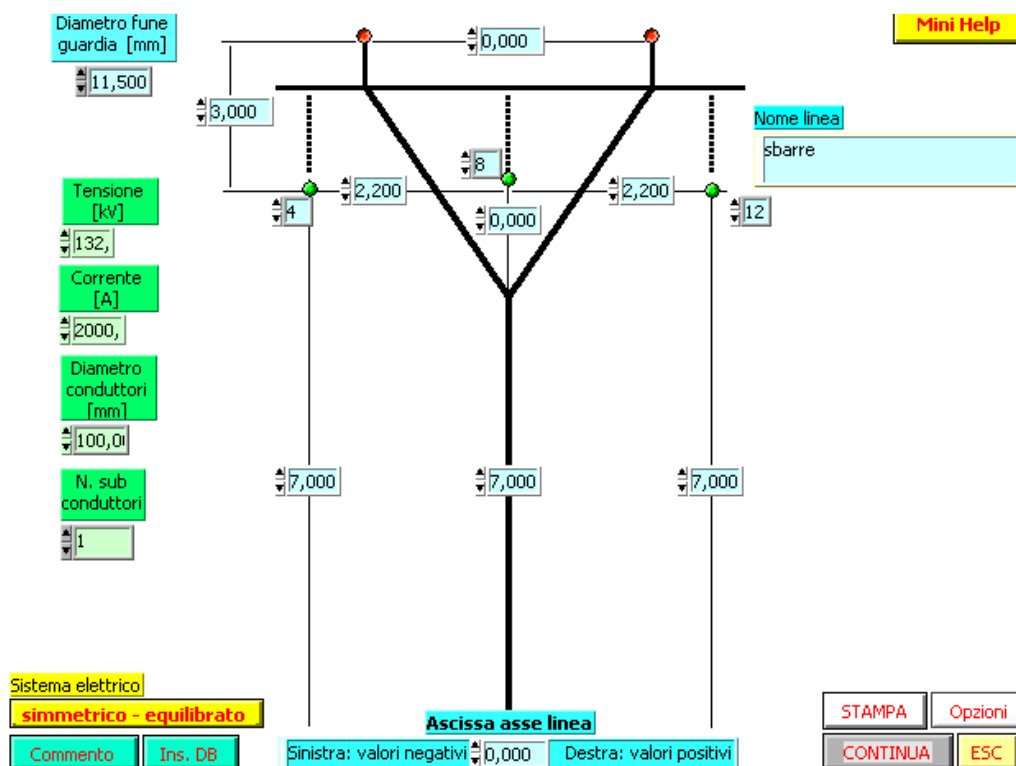 Diametro fune
guardia [mm]
11,500
0,000
Mini Help
3,000
Nome linea
sbarre
8
Tensione
[kV]
132,
4
2,200
0,000
2,200
12
Corrente
[A]
2000,
Diametro
conduttori
[mm]
100,0
7,000
7,000
7,000
N. sub
conduttori
1
Sistema elettrico
simmetrico - equilibrato
Commento
Ins. DB
Ascissa asse linea
Sinistra: valori negativi
0,000
Destra: valori positivi
STAMPA
Opzioni
CONTINUA
ESC